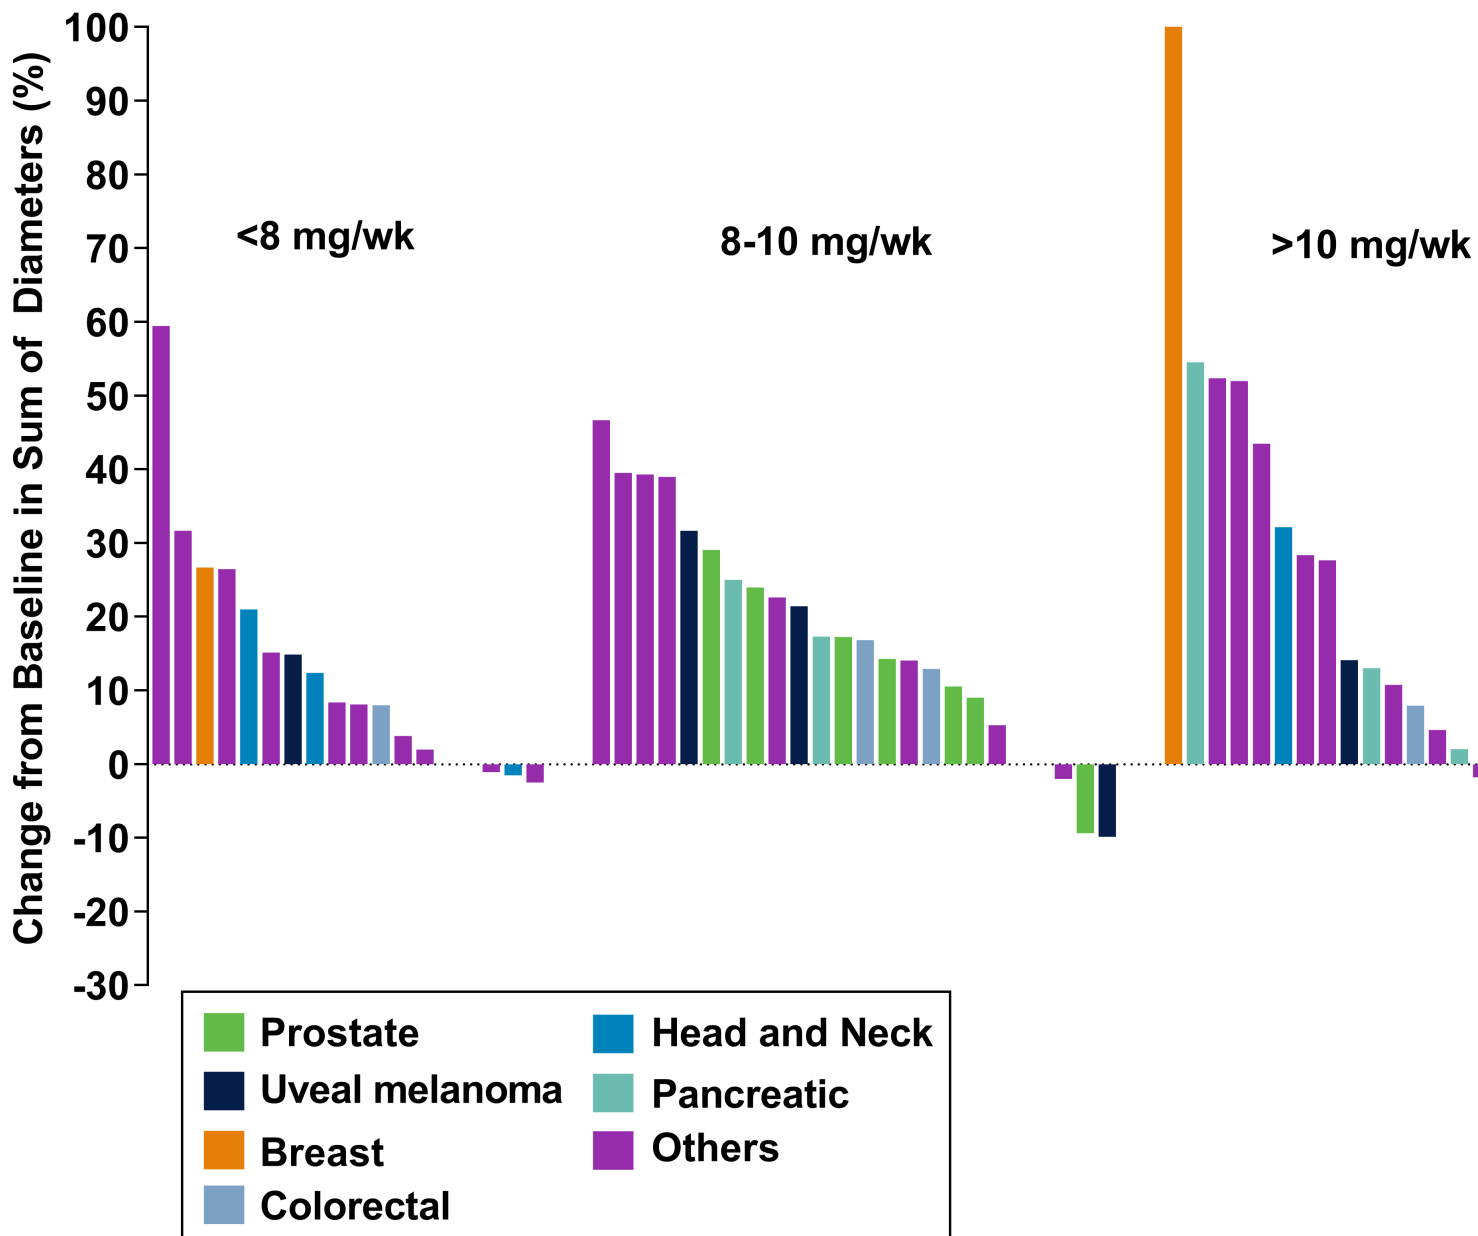 Change from Baseline in Sum of Diameters (%)
100
90
80
70
60
50
40
30
20
10
0
-10
-20
-30
<8 mg/wk
8-10 mg/wk
>10 mg/wk
Prostate
Uveal melanoma
Breast
Colorectal
Head and Neck
Pancreatic
Others